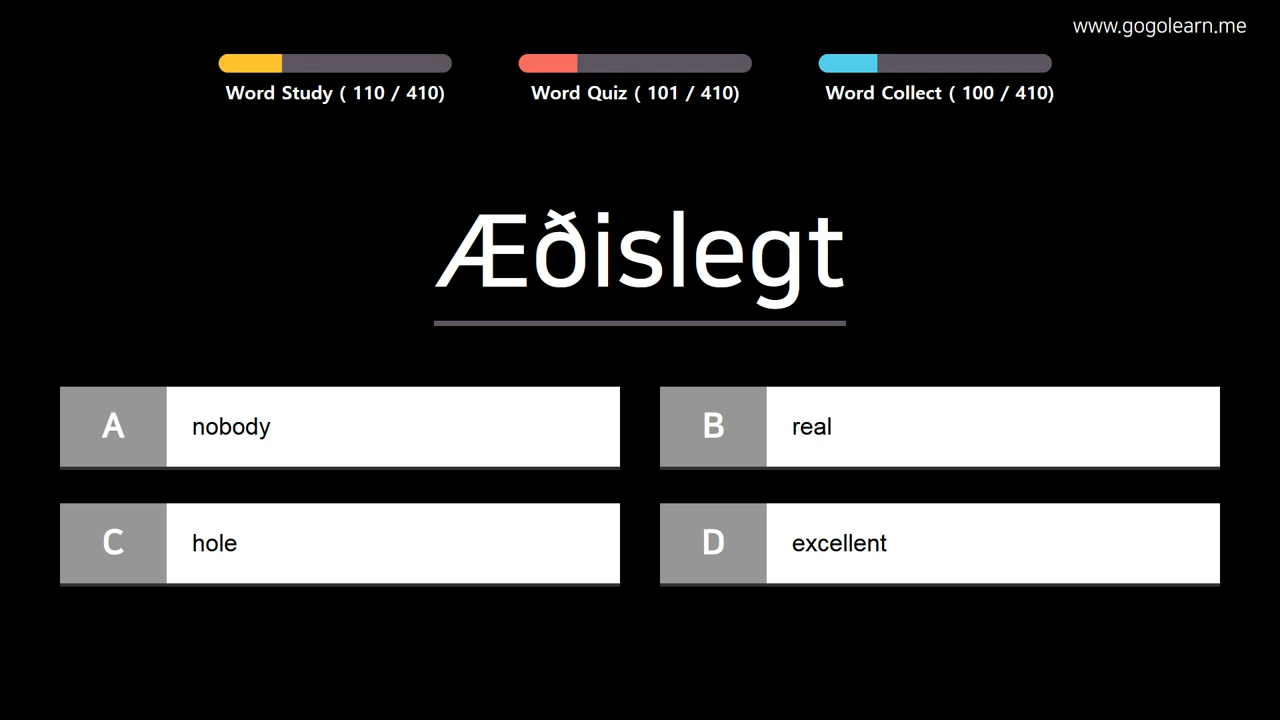 www.gogolearn.me
Word Study ( 110 / 410)
Word Quiz ( 101 / 410)
Word Collect ( 100 / 410)
Æðislegt
A nobody
B real
C hole
D excellent